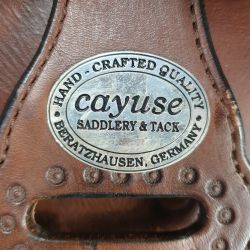 • HAND - CRAFTED QUALITY •
cayuse
SADDLERY & TACK
BERATZHAUSEN, GERMANY